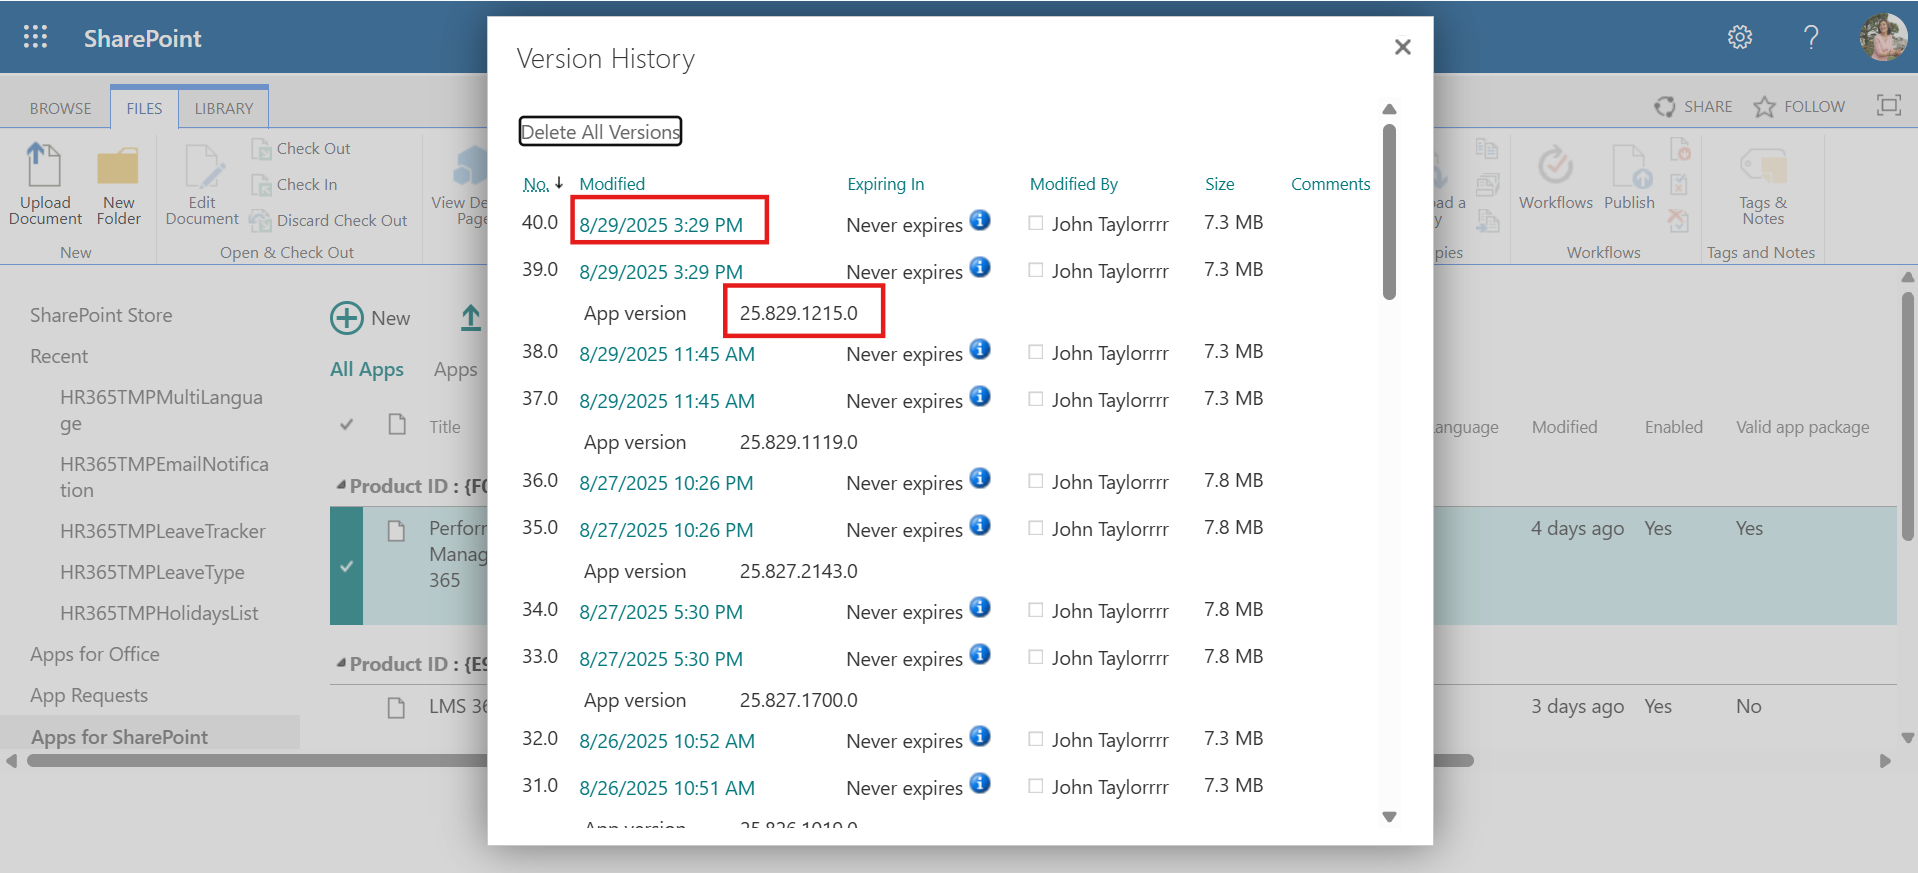 SharePoint
BROWSE FILES LIBRARY
SHARE FOLLOW
Upload Document
New Folder
New
Edit Document
Check Out
Check In
Discard Check Out
Open & Check Out
View
Workflows
Publish
Workflows
Tags & Notes
Tags and Notes
SharePoint Store
Recent
HR365TMPMultiLangua
ge
HR365TMPEmailNotifica
tion
HR365TMPLeaveTracker
HR365TMPLeaveType
HR365TMPHolidaysList
Apps for Office
App Requests
Apps for SharePoint
New
All Apps Apps
Title
Modified Enabled Valid app package
Product ID : {F0
4 days ago Yes Yes
365
Product ID : {E9
LMS 3
3 days ago Yes No
Version History
Delete All Versions
No. Modified Expiring In Modified By Size Comments
40.0 8/29/2025 3:29 PM Never expires John Taylorrrr 7.3 MB
39.0 8/29/2025 3:29 PM Never expires John Taylorrrr 7.3 MB
App version 25.829.1215.0
38.0 8/29/2025 11:45 AM Never expires John Taylorrrr 7.3 MB
37.0 8/29/2025 11:45 AM Never expires John Taylorrrr 7.3 MB
App version 25.829.1119.0
36.0 8/27/2025 10:26 PM Never expires John Taylorrrr 7.8 MB
35.0 8/27/2025 10:26 PM Never expires John Taylorrrr 7.8 MB
App version 25.827.2143.0
34.0 8/27/2025 5:30 PM Never expires John Taylorrrr 7.8 MB
33.0 8/27/2025 5:30 PM Never expires John Taylorrrr 7.8 MB
App version 25.827.1700.0
32.0 8/26/2025 10:52 AM Never expires John Taylorrrr 7.3 MB
31.0 8/26/2025 10:51 AM Never expires John Taylorrrr 7.3 MB
App version